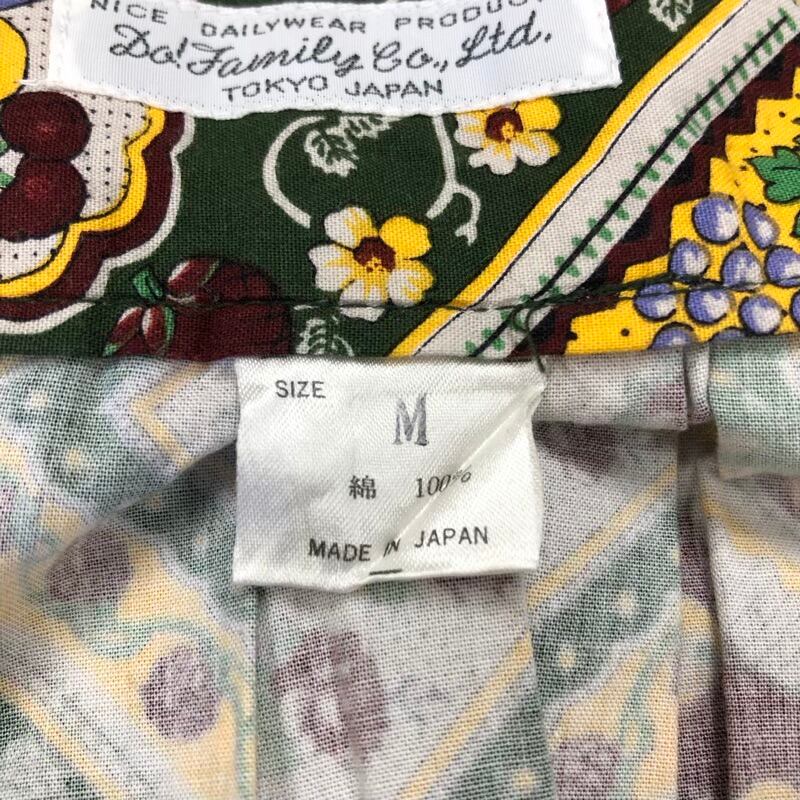 NICE DAILYWEAR PRODUCT
Do! Family Co., Ltd.
TOKYO JAPAN
SIZE
M
綿 100%
MADE IN JAPAN